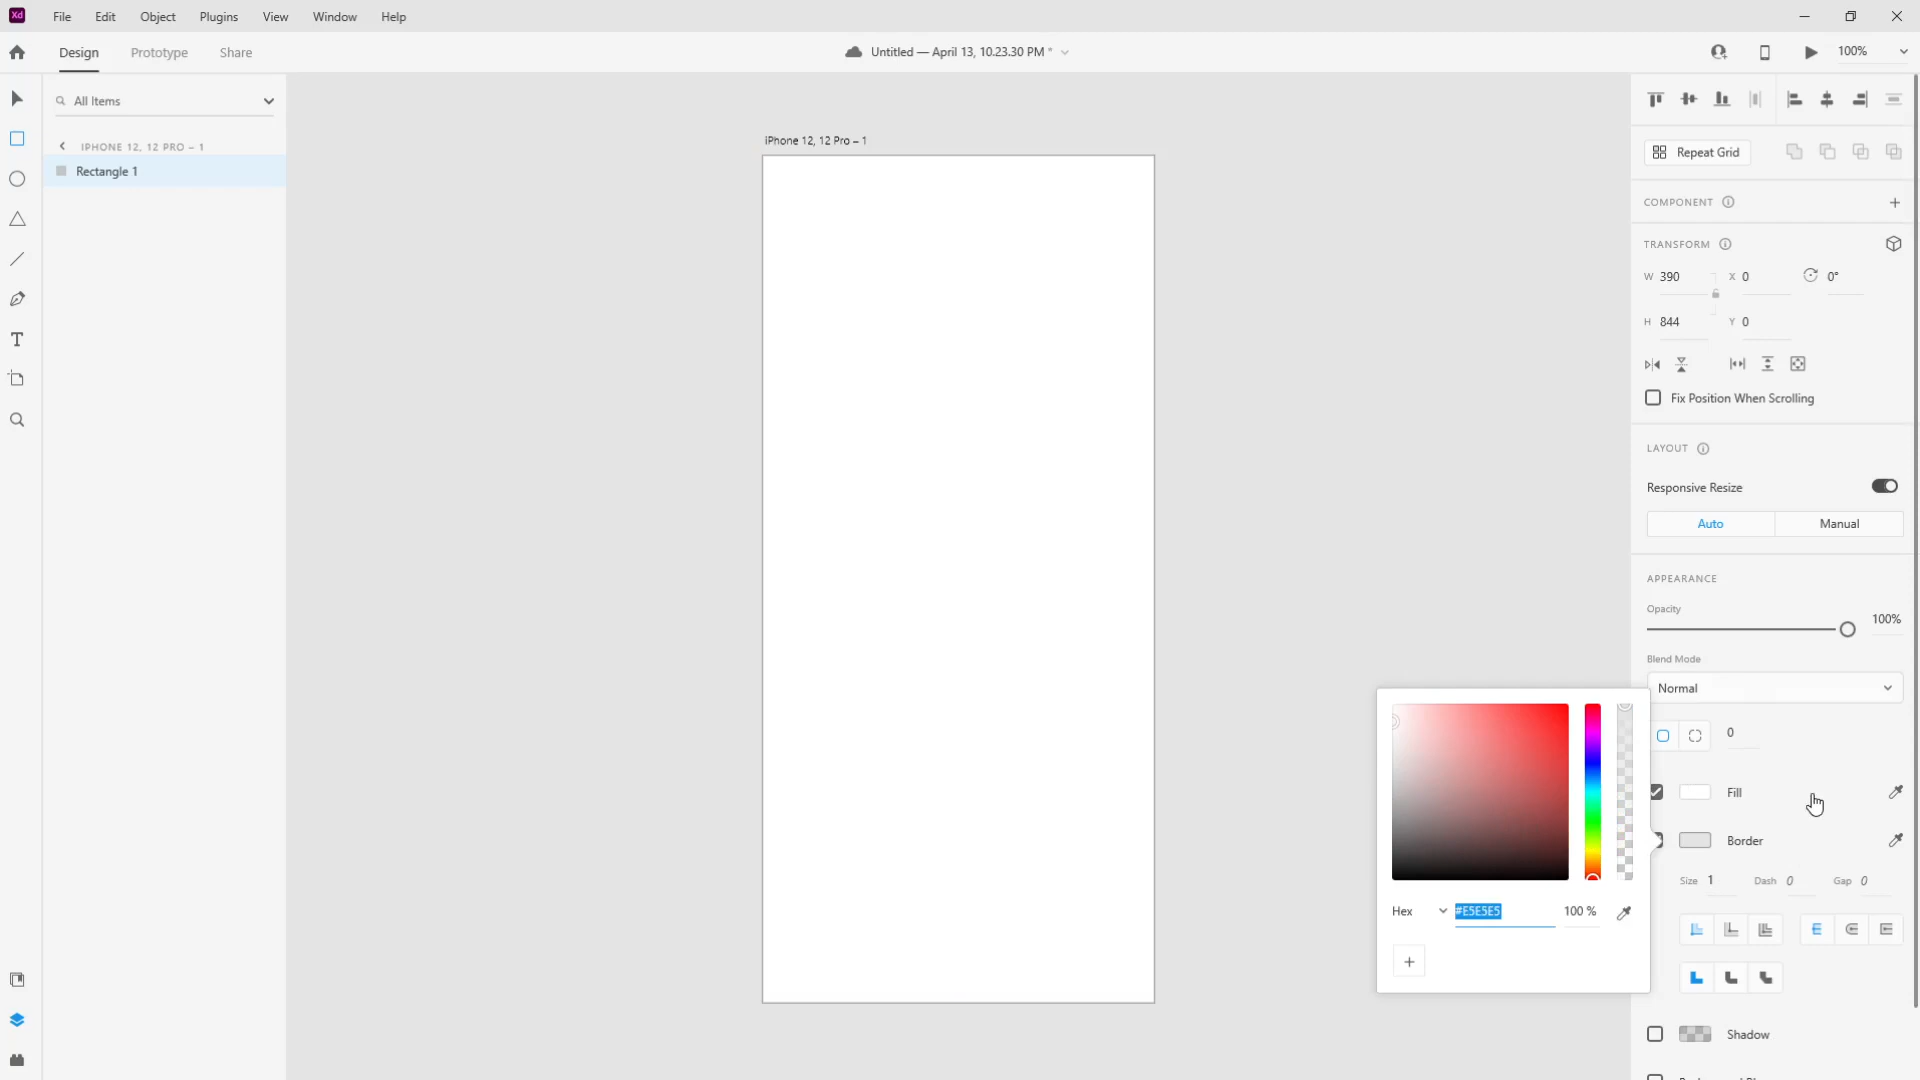 Xd File Edit Object Plugins View Window Help
Design Prototype Share Untitled — April 13, 10.23.30 PM * 100%
All Items
IPHONE 12, 12 PRO – 1
Rectangle 1
iPhone 12, 12 Pro – 1
Repeat Grid
COMPONENT
TRANSFORM
W 390 X 0 0°
H 844 Y 0
Fix Position When Scrolling
LAYOUT
Responsive Resize
Auto Manual
APPEARANCE
Opacity
100%
Blend Mode
Normal
0
Fill
Border
Size 1 Dash 0 Gap 0
Hex #E5E5E5 100 %
Shadow